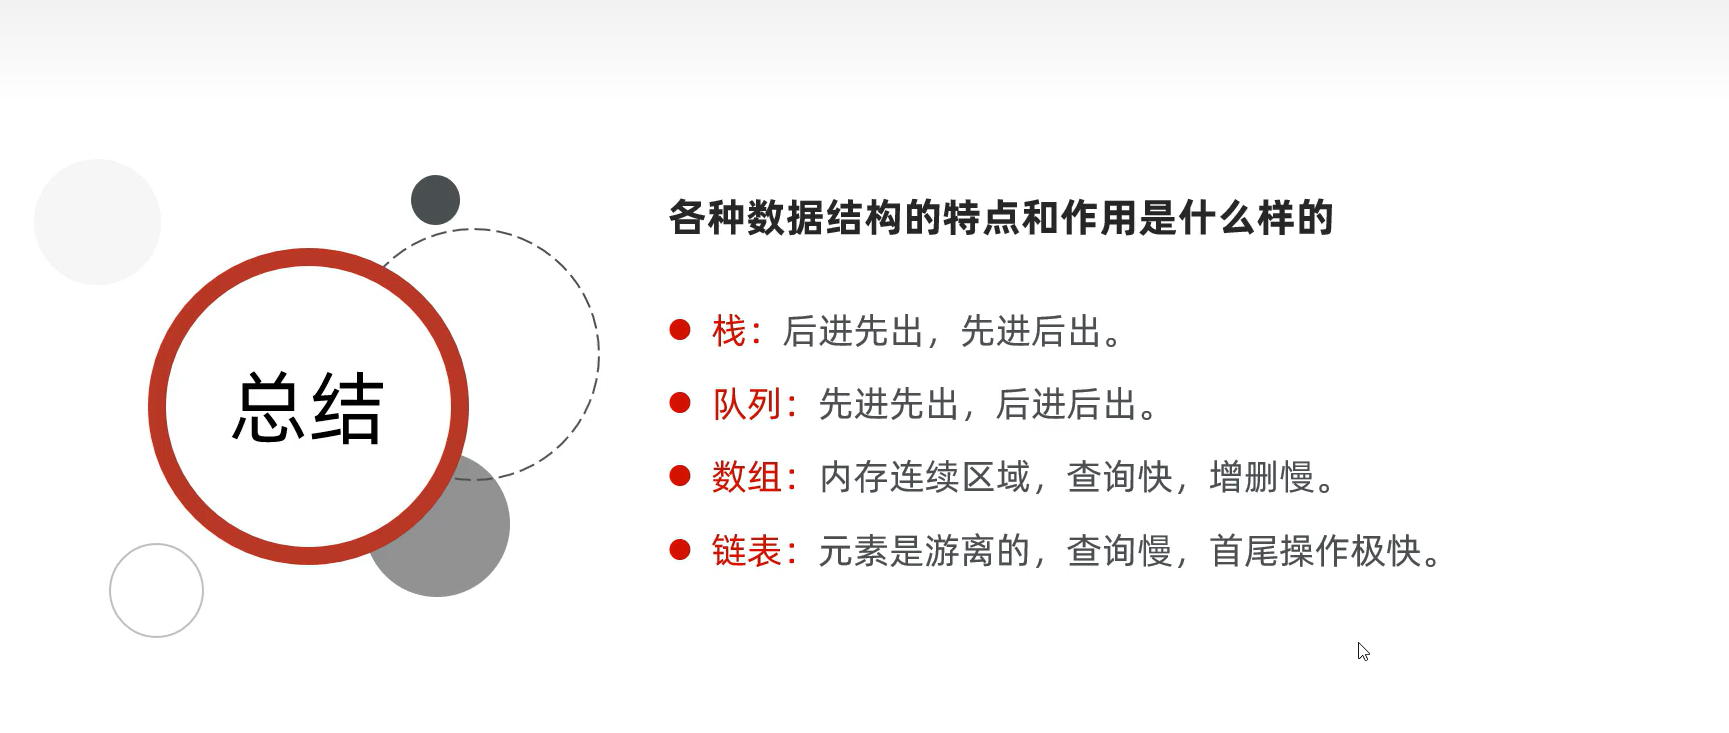 总结
各种数据结构的特点和作用是什么样的
栈：后进先出，先进后出。
队列：先进先出，后进后出。
数组：内存连续区域，查询快，增删慢。
链表：元素是游离的，查询慢，首尾操作极快。